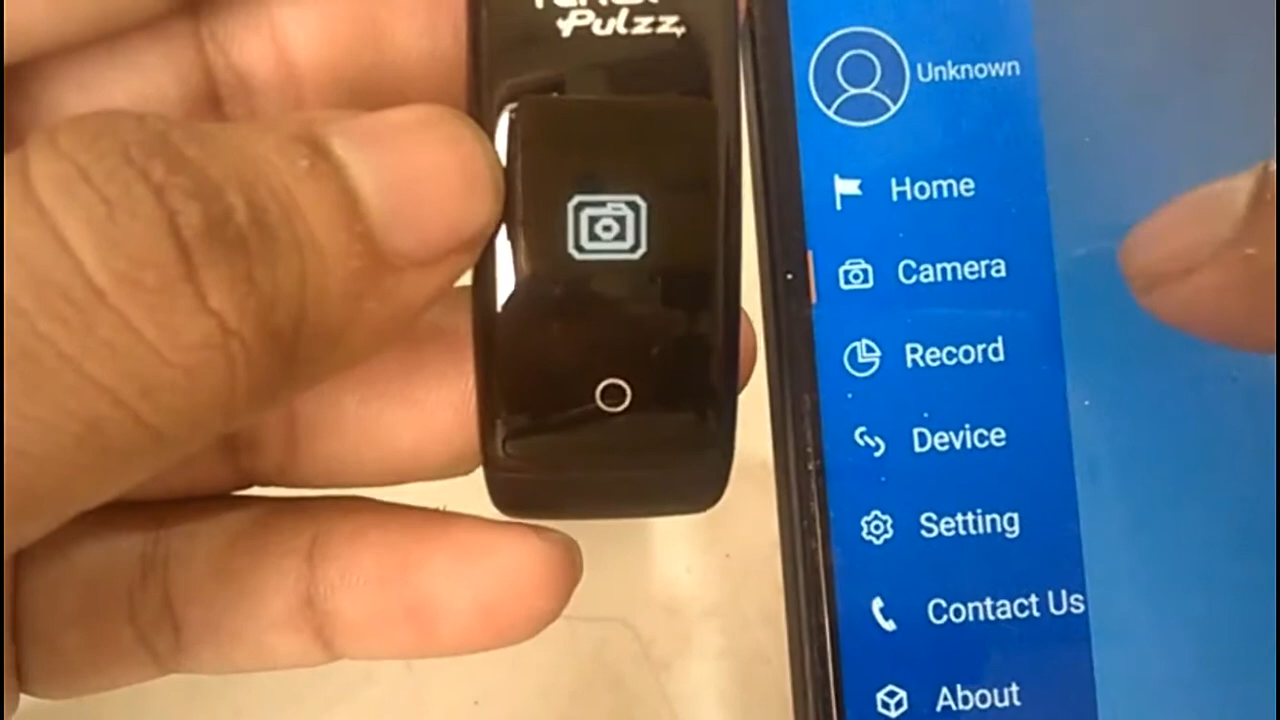 Pulzz
Unknown
Home
Camera
Record
Device
Setting
Contact Us
About